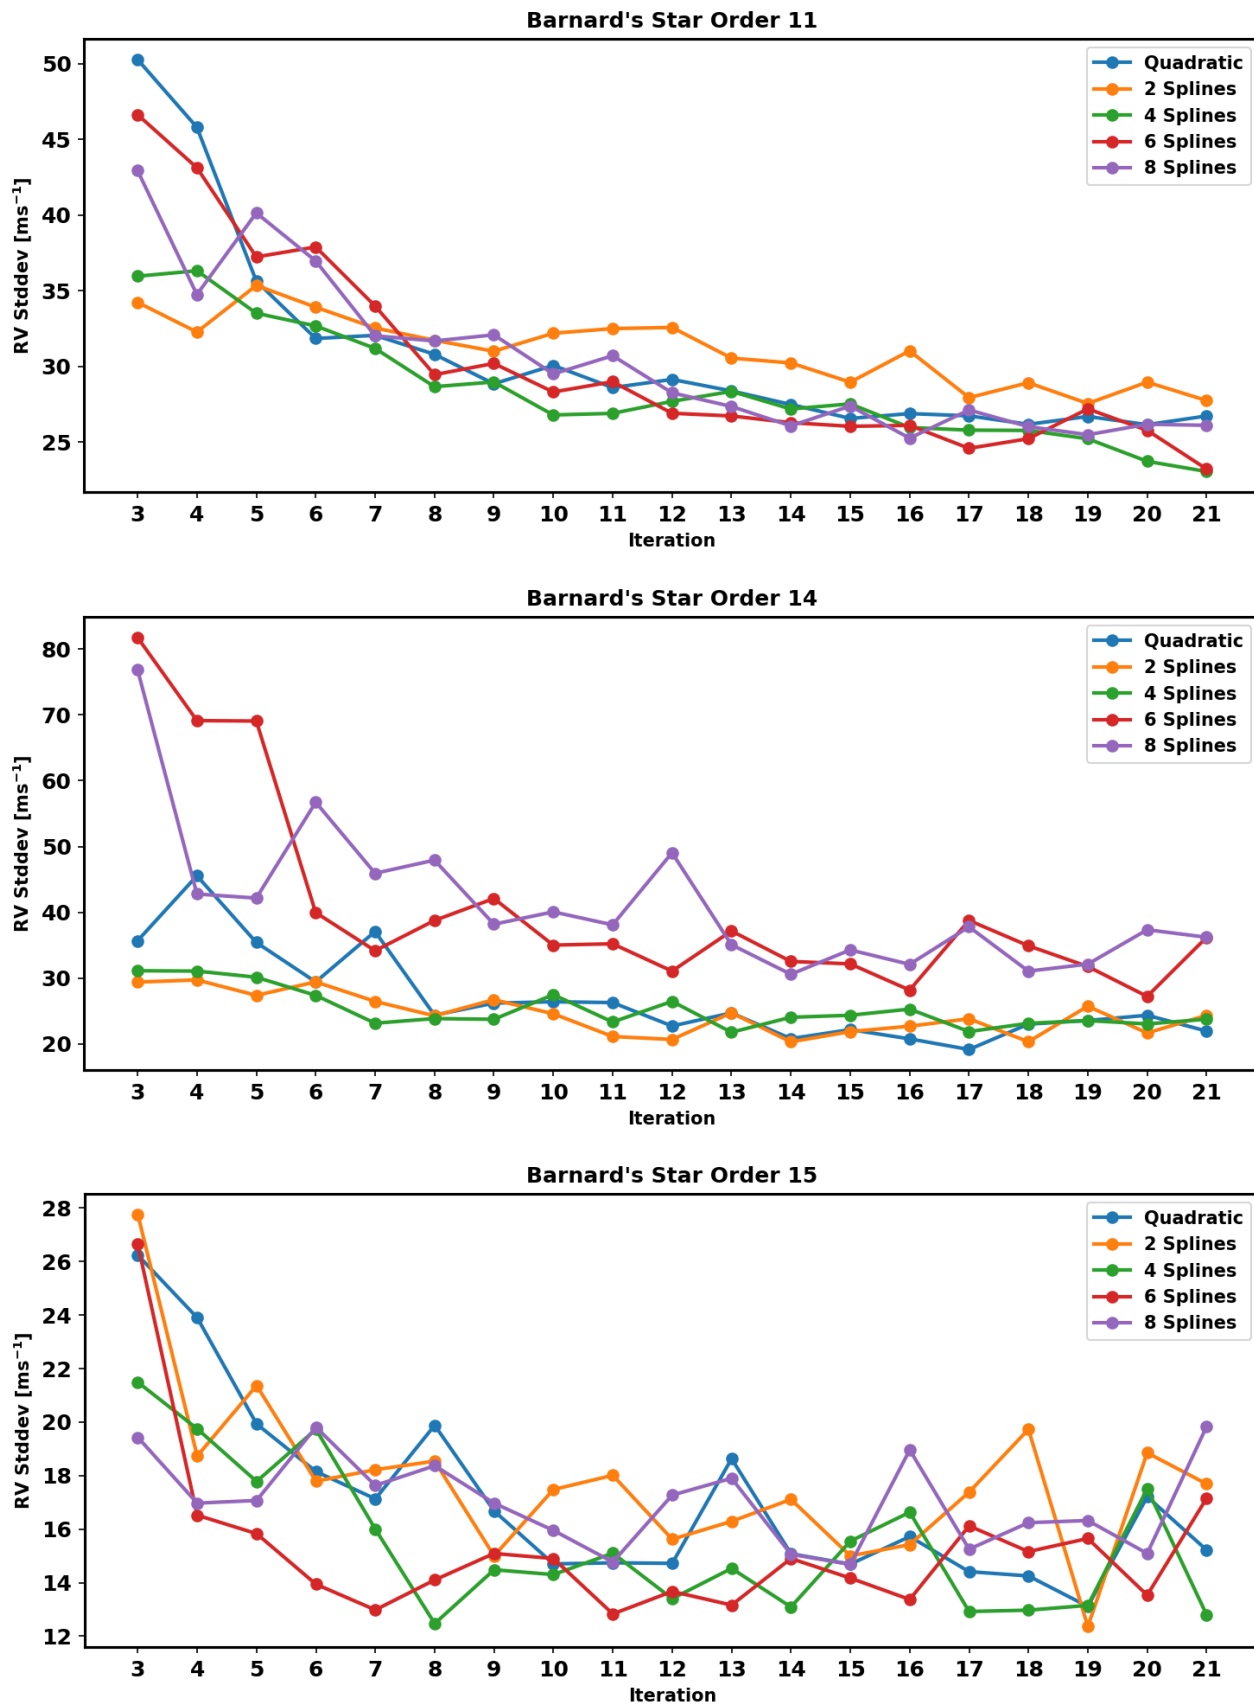 Barnard's Star Order 11
RV Stddev [ms⁻¹]
50
45
40
35
30
25
Quadratic
2 Splines
4 Splines
6 Splines
8 Splines
3 4 5 6 7 8 9 10 11 12 13 14 15 16 17 18 19 20 21
Iteration
Barnard's Star Order 14
RV Stddev [ms⁻¹]
80
70
60
50
40
30
20
Quadratic
2 Splines
4 Splines
6 Splines
8 Splines
3 4 5 6 7 8 9 10 11 12 13 14 15 16 17 18 19 20 21
Iteration
Barnard's Star Order 15
RV Stddev [ms⁻¹]
28
26
24
22
20
18
16
14
12
Quadratic
2 Splines
4 Splines
6 Splines
8 Splines
3 4 5 6 7 8 9 10 11 12 13 14 15 16 17 18 19 20 21
Iteration